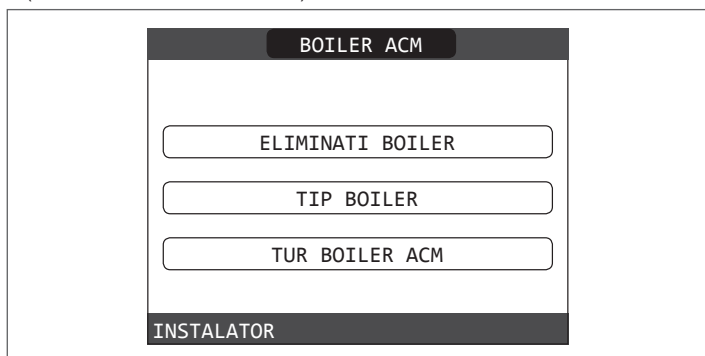 BOILER ACM
ELIMINATI BOILER
TIP BOILER
TUR BOILER ACM
INSTALATOR